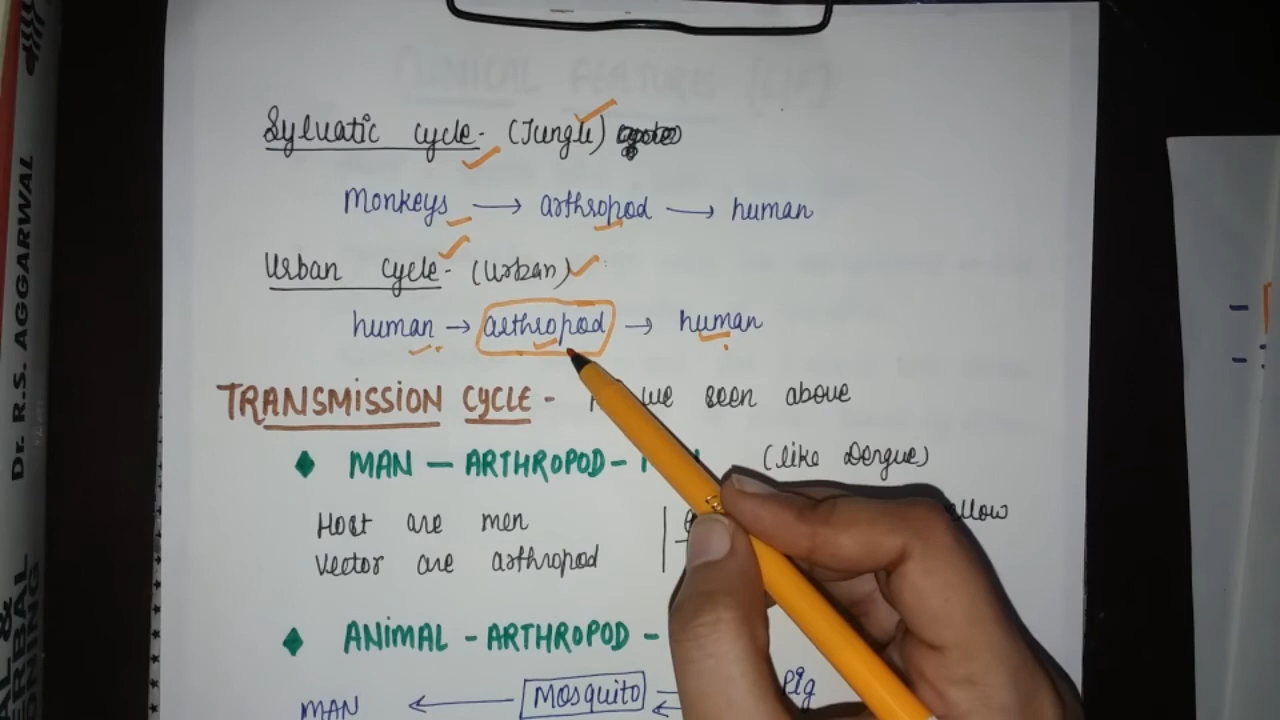 Sylvatic cycle - (Jungle)
Monkeys → arthropod → human
Urban cycle - (Urban)
human → arthropod → human
TRANSMISSION CYCLE - we seen above
♦ MAN - ARTHROPOD - (like Dengue)
Host are men
Vector are arthropod
♦ ANIMAL - ARTHROPOD -
MAN ← Mosquito Pig
Dr. R.S. AGGARWAL